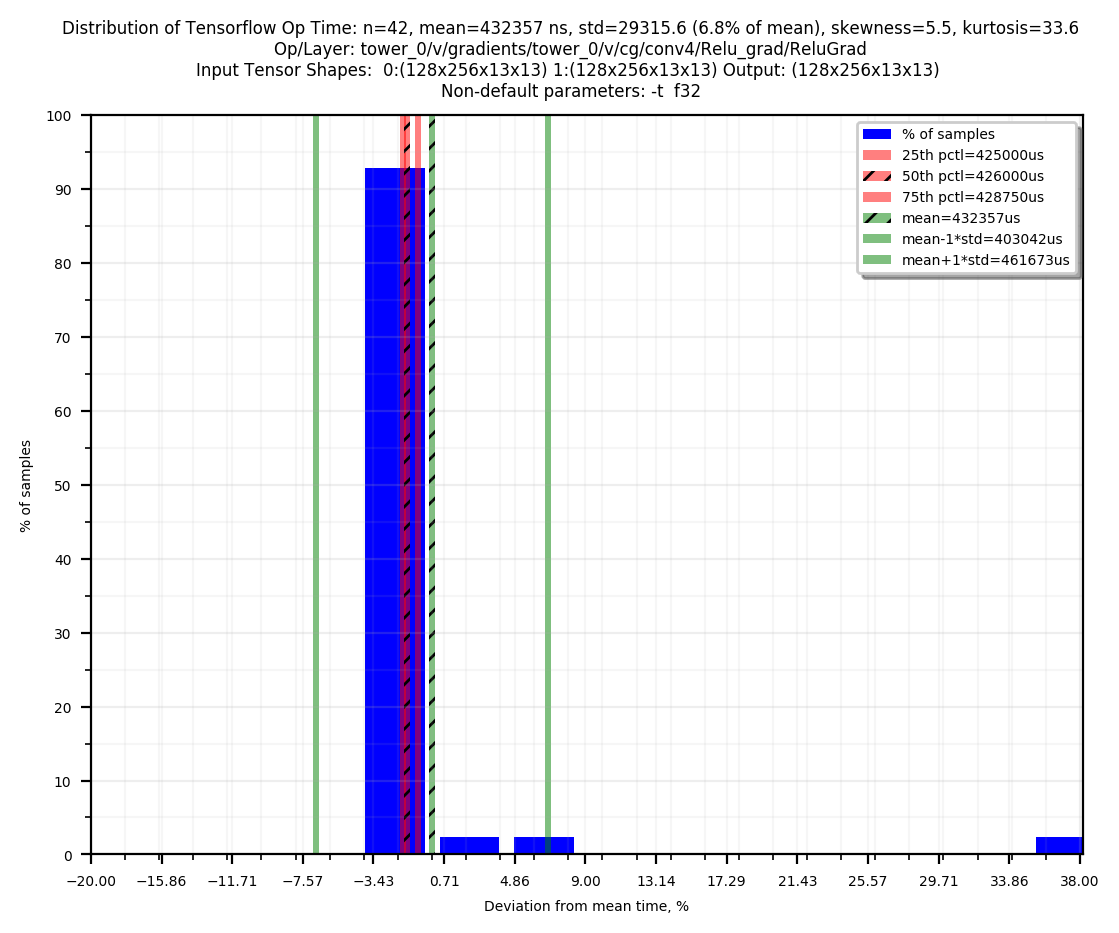 Distribution of Tensorflow Op Time: n=42, mean=432357 ns, std=29315.6 (6.8% of mean), skewness=5.5, kurtosis=33.6
Op/Layer: tower_0/v/gradients/tower_0/v/cg/conv4/Relu_grad/ReluGrad
Input Tensor Shapes:  0:(128x256x13x13) 1:(128x256x13x13) Output: (128x256x13x13)
Non-default parameters: -t  f32
% of samples
25th pctl=425000us
50th pctl=426000us
75th pctl=428750us
mean=432357us
mean-1*std=403042us
mean+1*std=461673us
100
90
80
70
60
50
40
30
20
10
0
% of samples
−20.00 −15.86 −11.71 −7.57 −3.43 0.71 4.86 9.00 13.14 17.29 21.43 25.57 29.71 33.86 38.00
Deviation from mean time, %